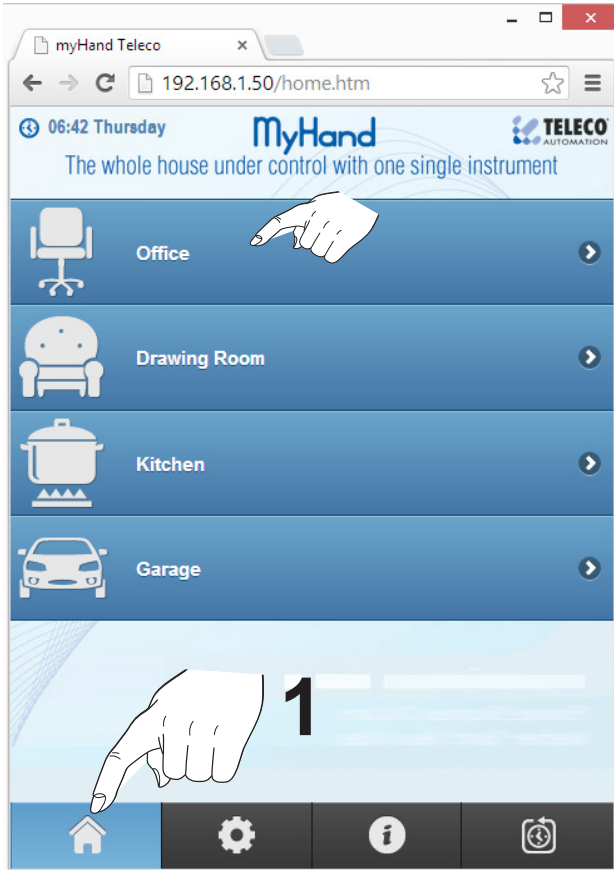 myHand Teleco
192.168.1.50/home.htm
06:42 Thursday
MyHand
TELECO
AUTOMATION
The whole house under control with one single instrument
Office
Drawing Room
Kitchen
Garage
1